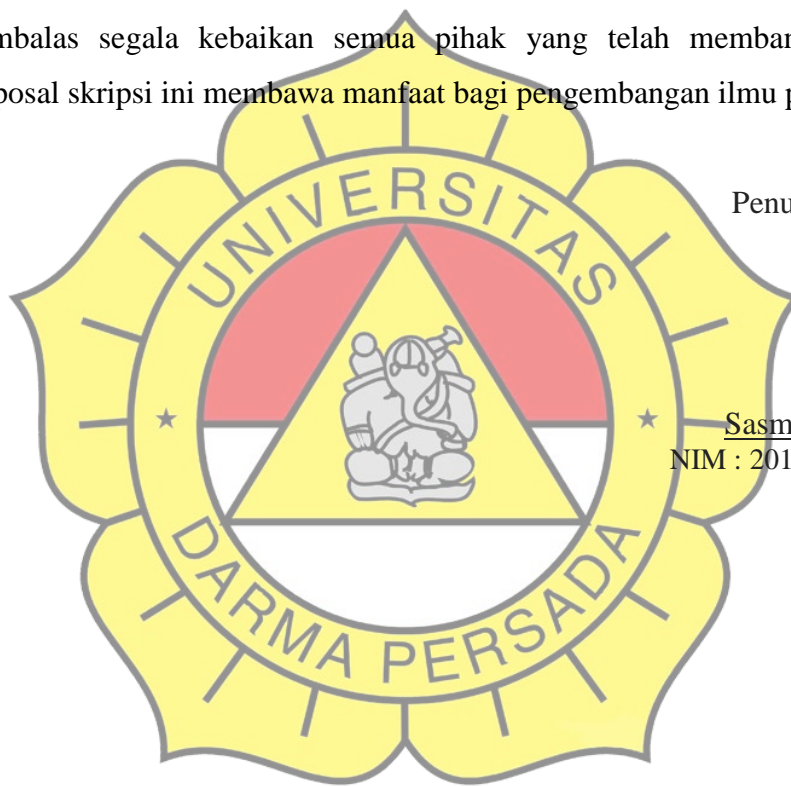 mbalas segala kebaikan semua pihak yang telah memban
posal skripsi ini membawa manfaat bagi pengembangan ilmu p
Penu
UNIVERSITAS
Sasm
NIM : 201
DARMA PERSADA